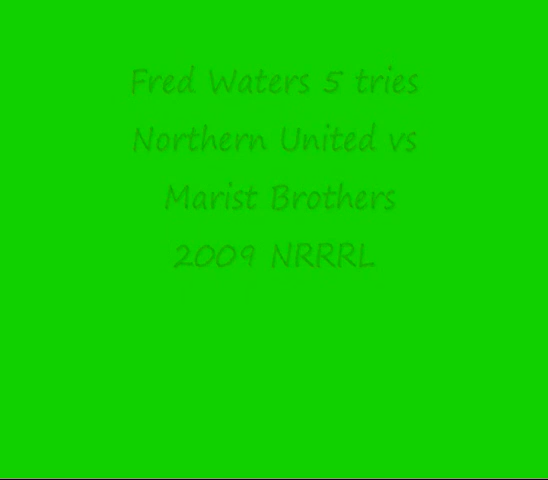 Fred Waters 5 tries
Northern United vs
Marist Brothers
2009 NRRRL